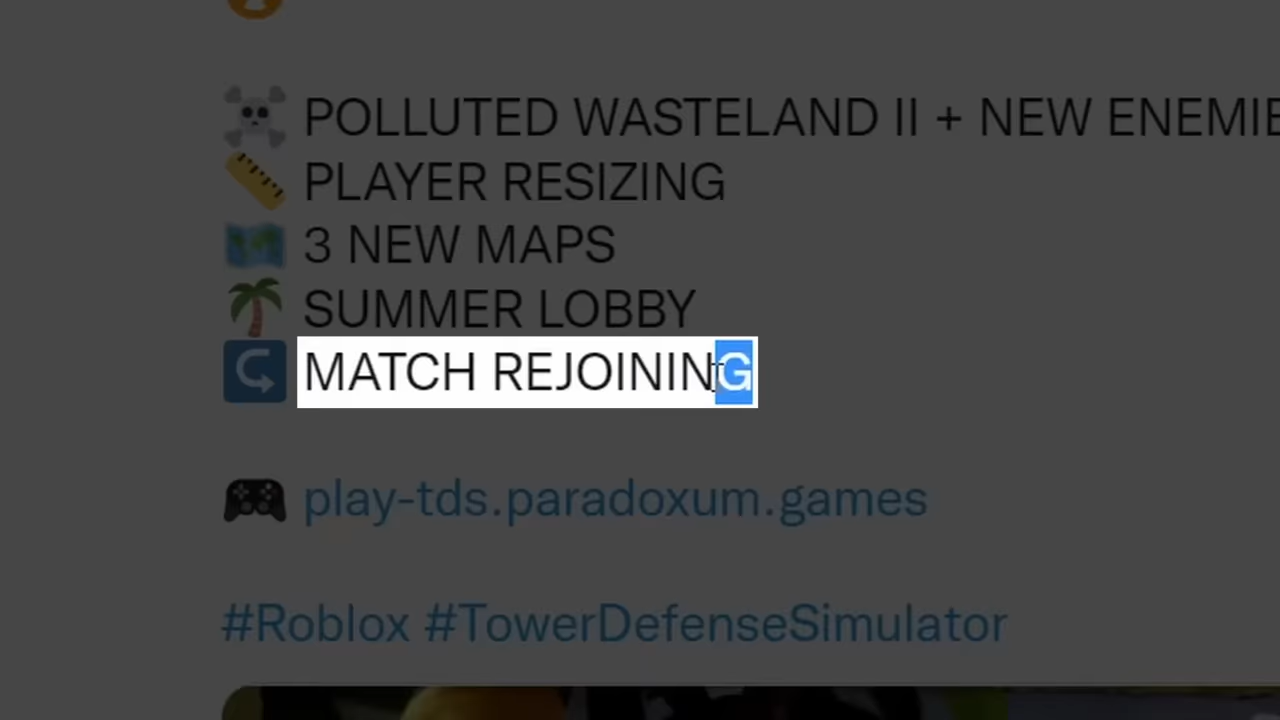 POLLUTED WASTELAND II + NEW ENEMIE
PLAYER RESIZING
3 NEW MAPS
SUMMER LOBBY
MATCH REJOINING
play-tds.paradoxum.games
#Roblox #TowerDefenseSimulator